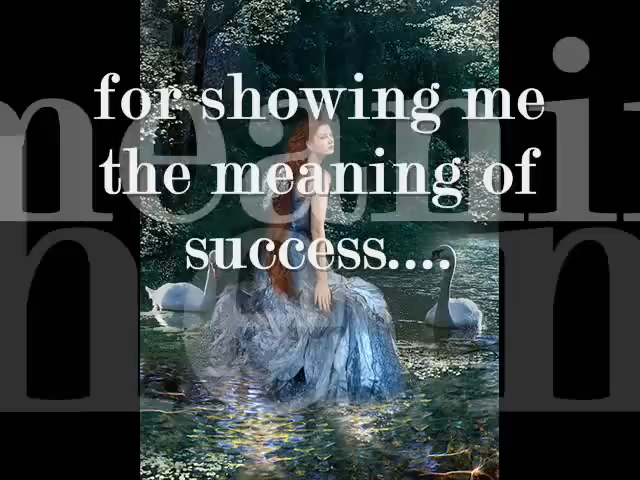 for showing me
the meaning of
success....